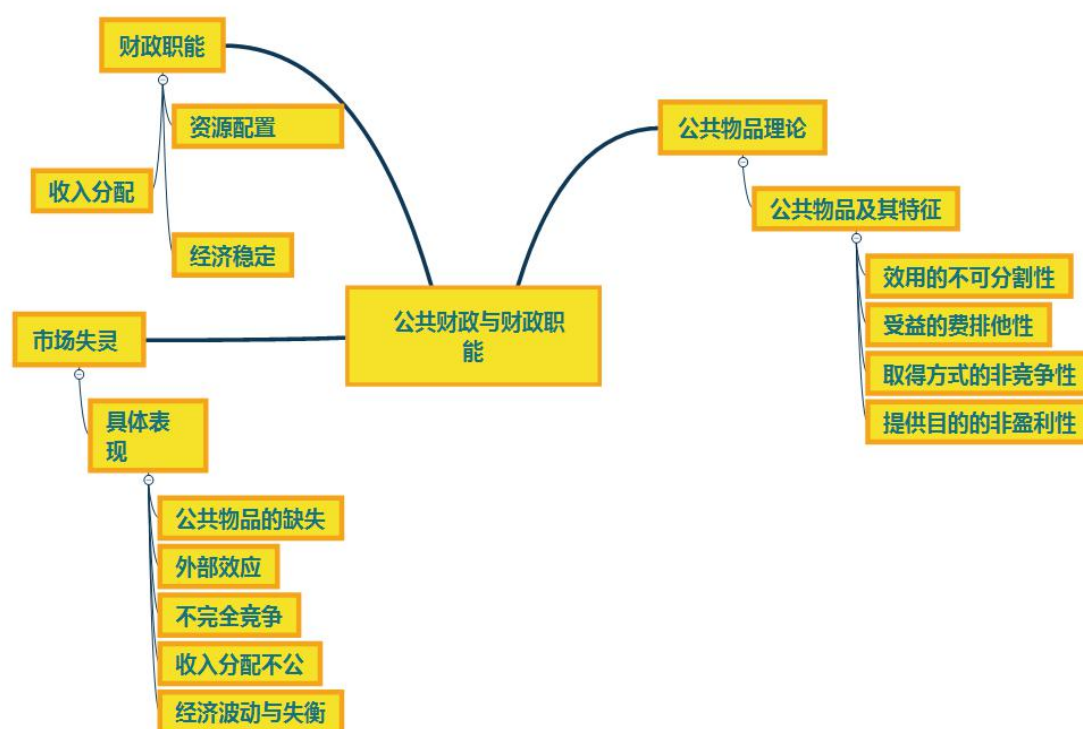 财政职能
资源配置
收入分配
经济稳定
公共物品理论
公共物品及其特征
效用的不可分割性
受益的费排他性
取得方式的非竞争性
提供目的的非盈利性
公共财政与财政职
能
市场失灵
具体表
现
公共物品的缺失
外部效应
不完全竞争
收入分配不公
经济波动与失衡